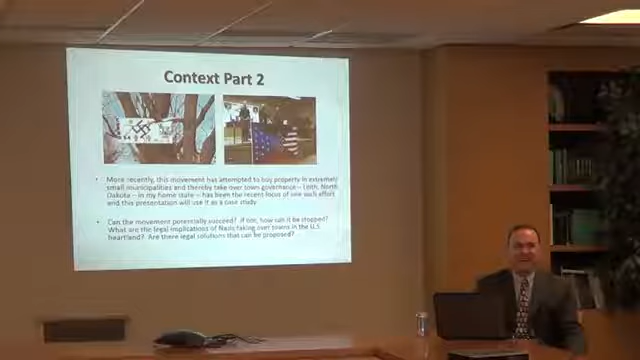 Context Part 2
• More recently, this movement has attempted to buy property in extremely
small municipalities and thereby take over town governance – Leith, North
Dakota – in my home state – has been the recent focus of one such effort
and this presentation will use it as a case study.
• Can the movement potentially succeed? If not, how can it be stopped?
What are the legal implications of Nazis taking over towns in the U.S.
heartland? Are there legal solutions that can be proposed?